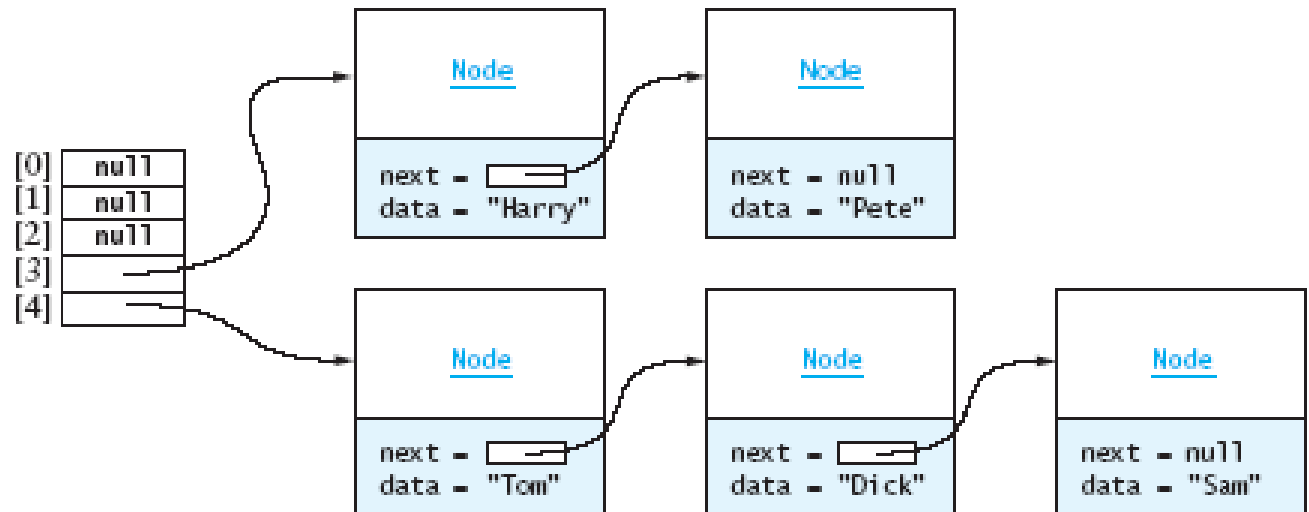 Node
Node
next = 
data = "Harry"
next = null
data = "Pete"
[0] null
[1] null
[2] null
[3]
[4]
Node
Node
Node
next = 
data = "Tom"
next = 
data = "Dick"
next = null
data = "Sam"